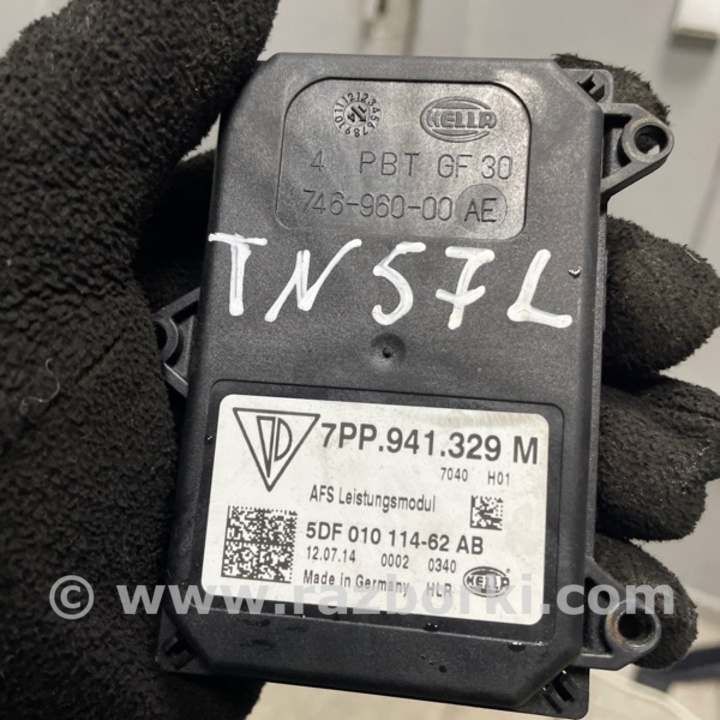 HELLA
4 PBT GF 30
746-960-00 AE
TN57L
7PP.941.329 M
7040 H01
AFS Leistungsmodul
5DF 010 114-62 AB
12.07.14 0002 0340
Made in Germany HLP HELLA
© www.razborki.com